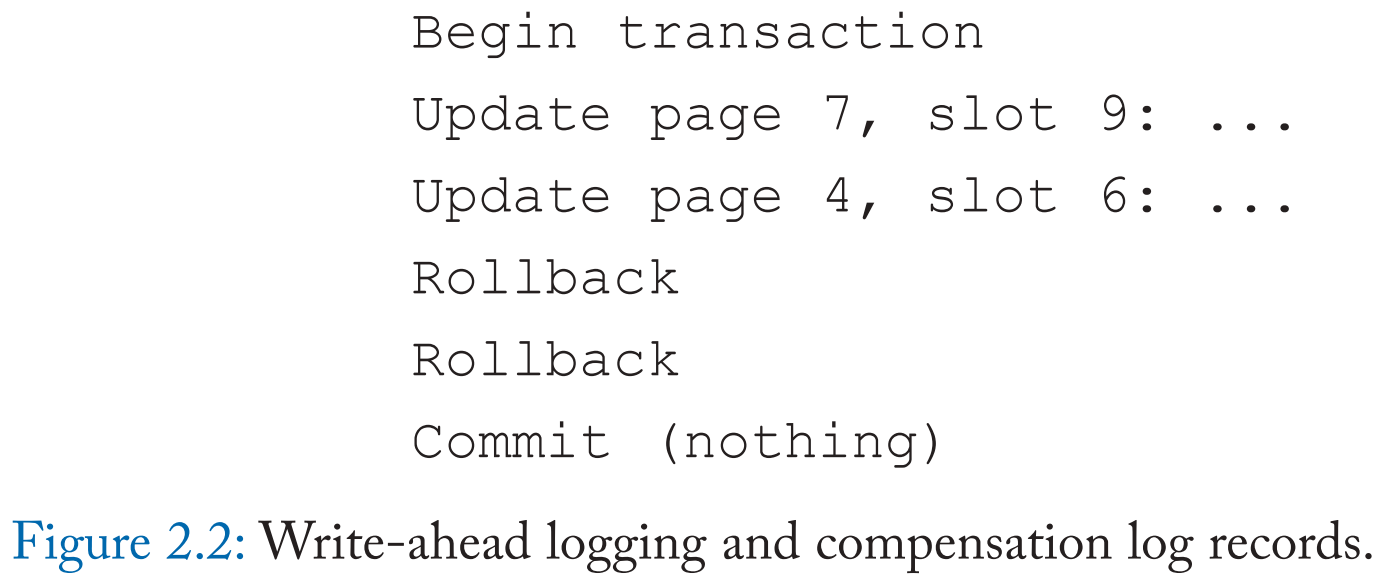 Begin transaction
Update page 7, slot 9: ...
Update page 4, slot 6: ...
Rollback
Rollback
Commit (nothing)
Figure 2.2: Write-ahead logging and compensation log records.